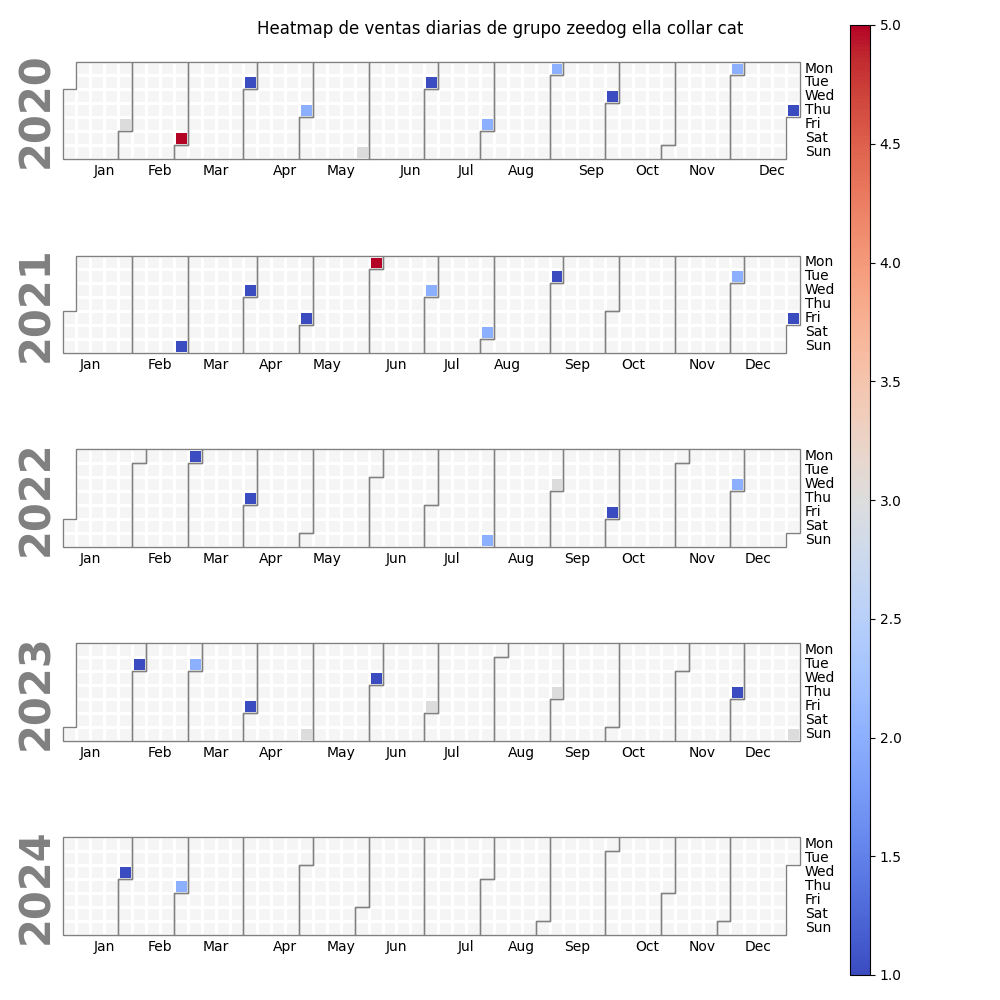 Heatmap de ventas diarias de grupo zeedog ella collar cat
2020
Mon
Tue
Wed
Thu
Fri
Sat
Sun
Jan Feb Mar Apr May Jun Jul Aug Sep Oct Nov Dec
2021
Mon
Tue
Wed
Thu
Fri
Sat
Sun
Jan Feb Mar Apr May Jun Jul Aug Sep Oct Nov Dec
2022
Mon
Tue
Wed
Thu
Fri
Sat
Sun
Jan Feb Mar Apr May Jun Jul Aug Sep Oct Nov Dec
2023
Mon
Tue
Wed
Thu
Fri
Sat
Sun
Jan Feb Mar Apr May Jun Jul Aug Sep Oct Nov Dec
2024
Mon
Tue
Wed
Thu
Fri
Sat
Sun
Jan Feb Mar Apr May Jun Jul Aug Sep Oct Nov Dec
5.0
4.5
4.0
3.5
3.0
2.5
2.0
1.5
1.0